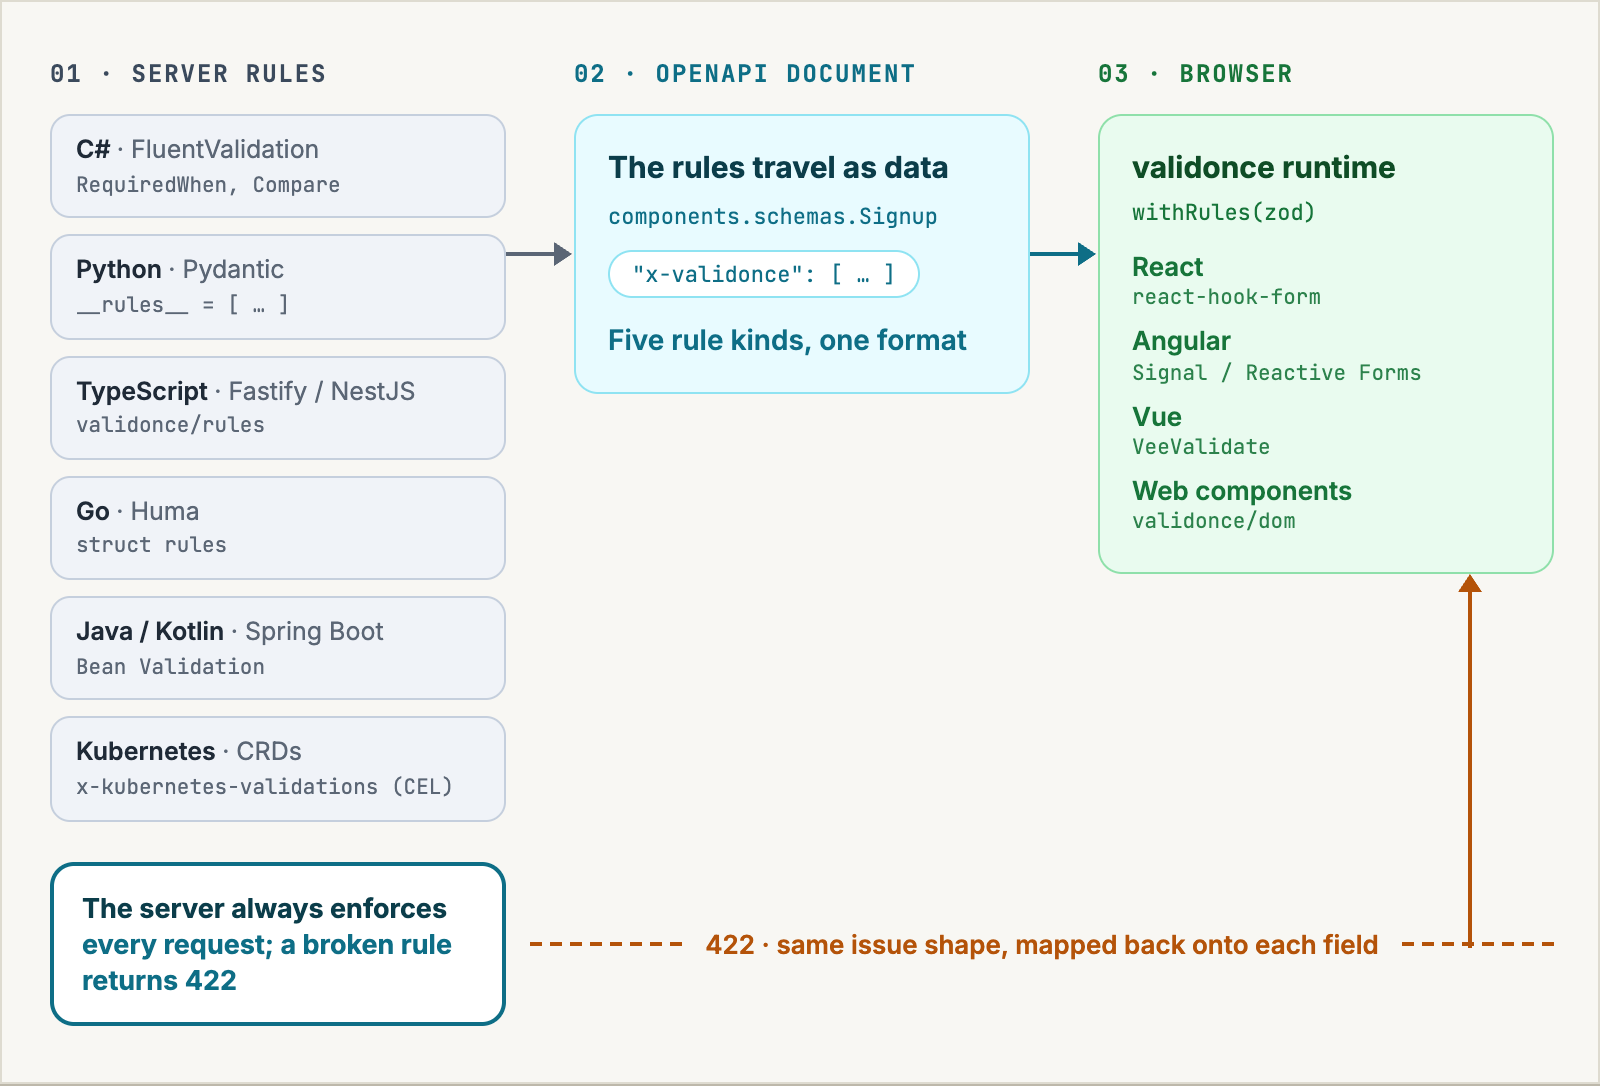 01 · SERVER RULES
C# · FluentValidation
RequiredWhen, Compare
Python · Pydantic
__rules__ = [ … ]
TypeScript · Fastify / NestJS
validonce/rules
Go · Huma
struct rules
Java / Kotlin · Spring Boot
Bean Validation
Kubernetes · CRDs
x-kubernetes-validations (CEL)
The server always enforces
every request; a broken rule
returns 422
02 · OPENAPI DOCUMENT
The rules travel as data
components.schemas.Signup
"x-validonce": [ … ]
Five rule kinds, one format
03 · BROWSER
validonce runtime
withRules(zod)
React
react-hook-form
Angular
Signal / Reactive Forms
Vue
VeeValidate
Web components
validonce/dom
422 · same issue shape, mapped back onto each field